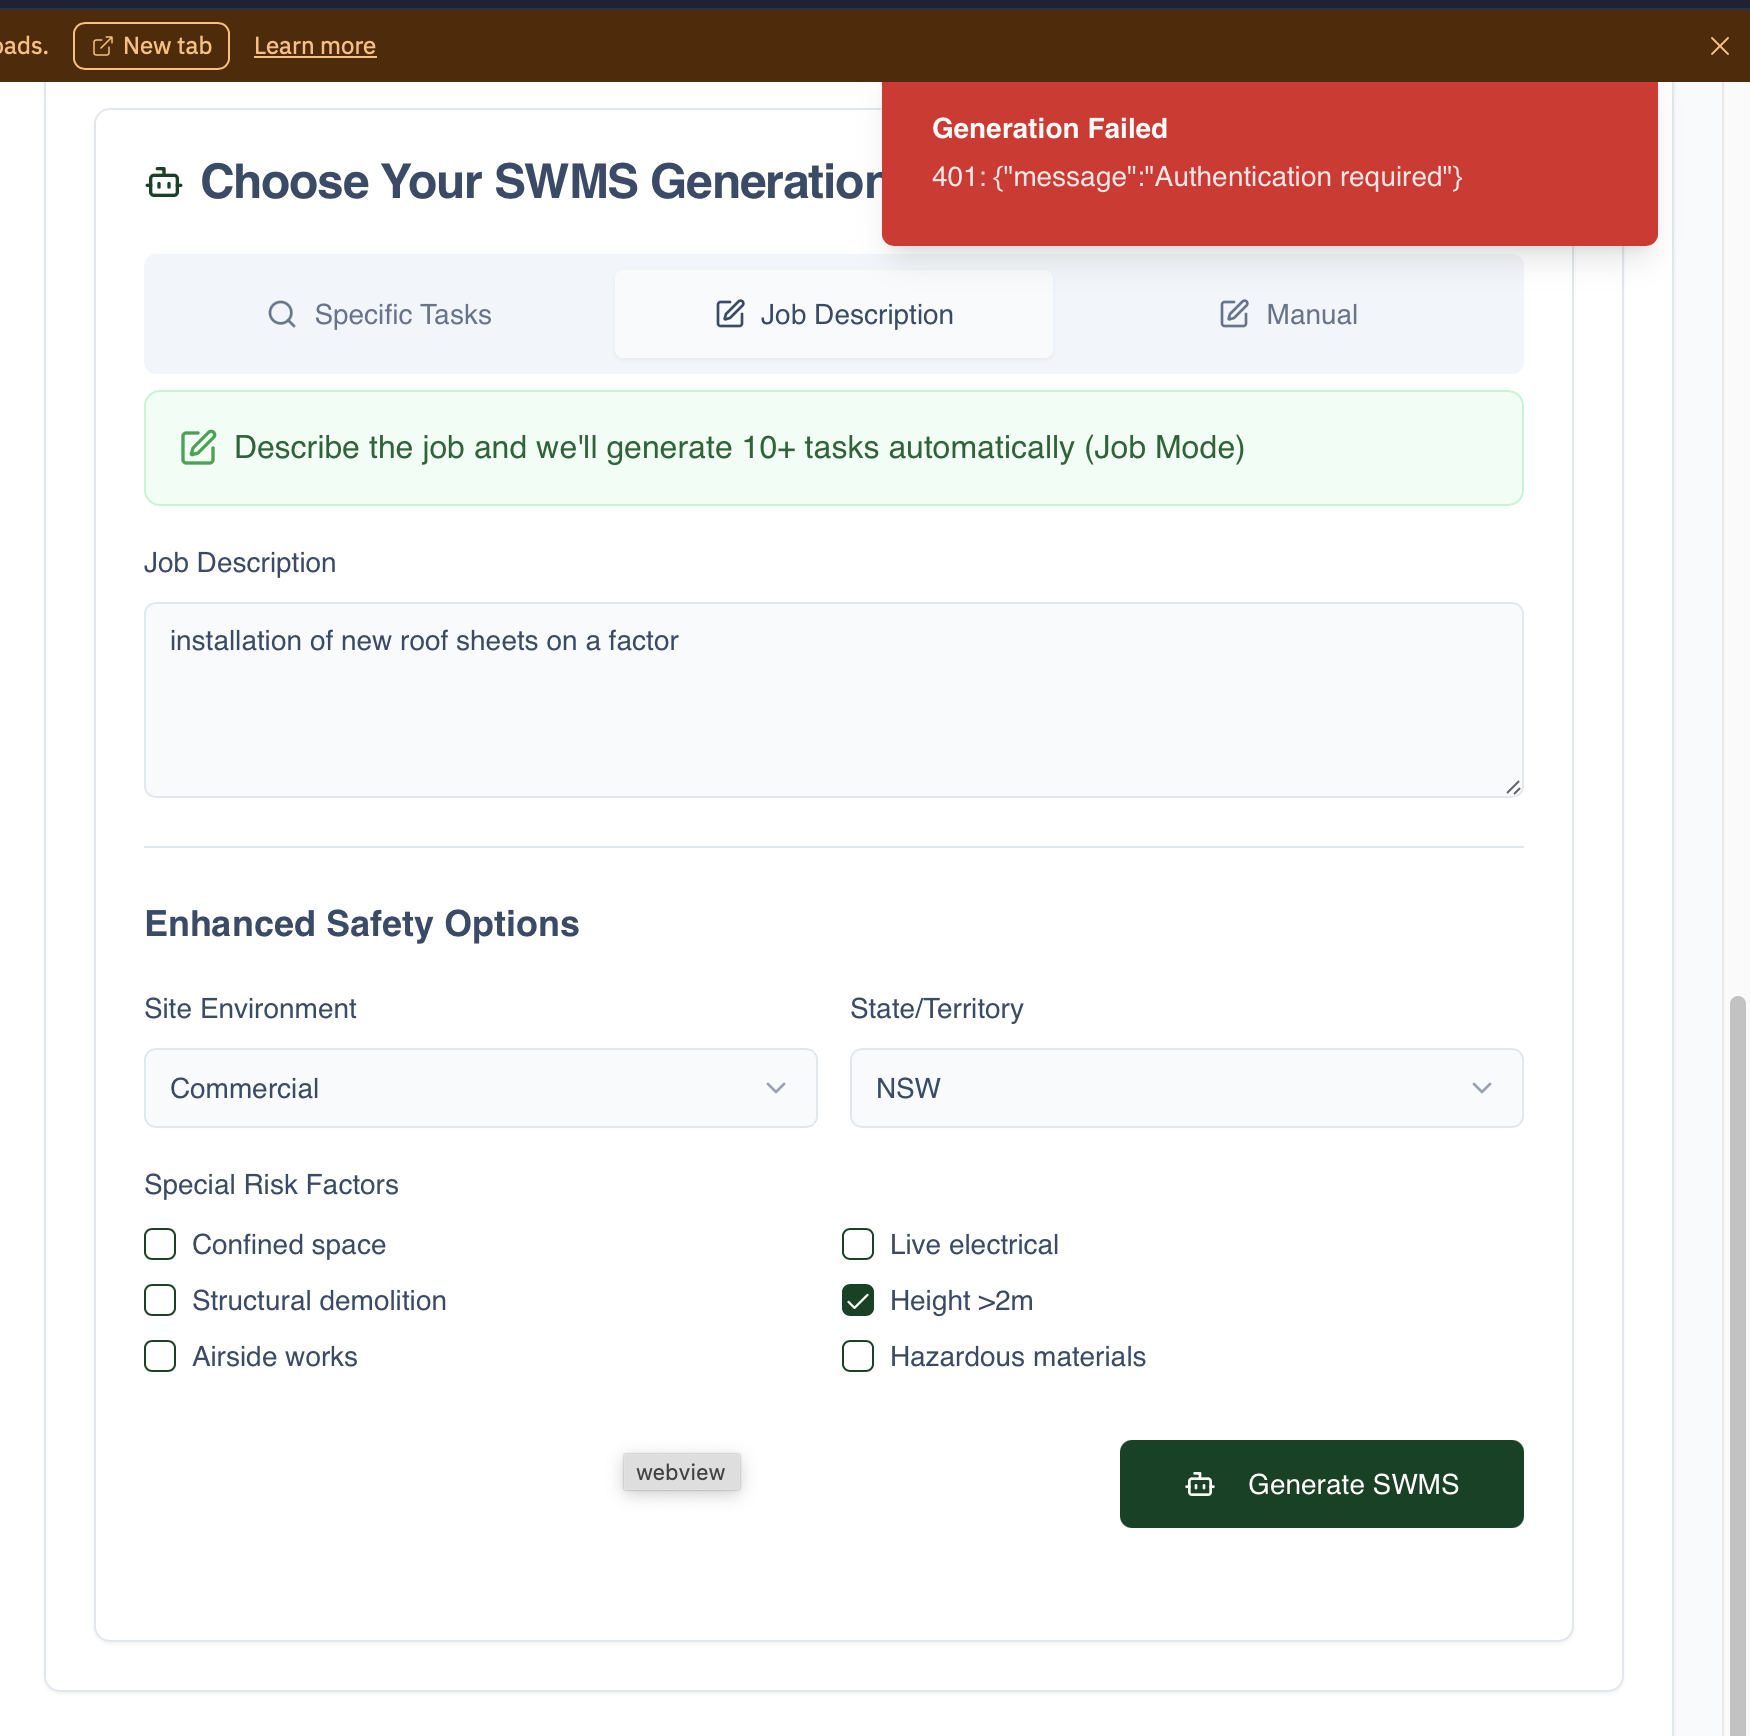 New tab
Learn more
Generation Failed
401: {"message":"Authentication required"}
Choose Your SWMS Generation
Specific Tasks
Job Description
Manual
Describe the job and we'll generate 10+ tasks automatically (Job Mode)
Job Description
installation of new roof sheets on a factor
Enhanced Safety Options
Site Environment
State/Territory
Commercial
NSW
Special Risk Factors
Confined space
Live electrical
Structural demolition
Height >2m
Airside works
Hazardous materials
webview
Generate SWMS